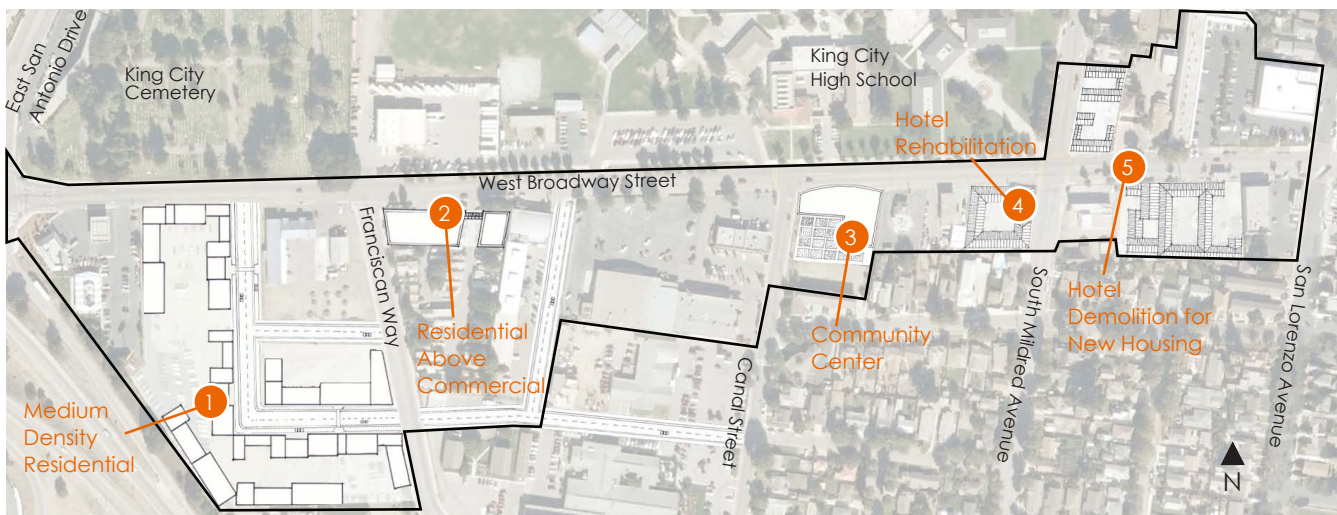 East San
Antonio Drive
King City
Cemetery
King City
High School
Hotel
Rehabilitation
West Broadway Street
1
2
3
4
5
Franciscan Way
Residential
Above
Commercial
Community
Center
Hotel
Demolition for
New Housing
Medium
Density
Residential
Canal Street
South Mildred Avenue
San Lorenzo Avenue
N